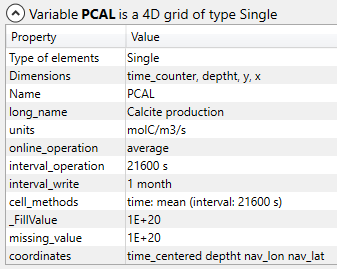 Variable PCAL is a 4D grid of type Single
Property Value
Type of elements Single
Dimensions time_counter, deptht, y, x
Name PCAL
long_name Calcite production
units molC/m3/s
online_operation average
interval_operation 21600 s
interval_write 1 month
cell_methods time: mean (interval: 21600 s)
_FillValue 1E+20
missing_value 1E+20
coordinates time_centered deptht nav_lon nav_lat